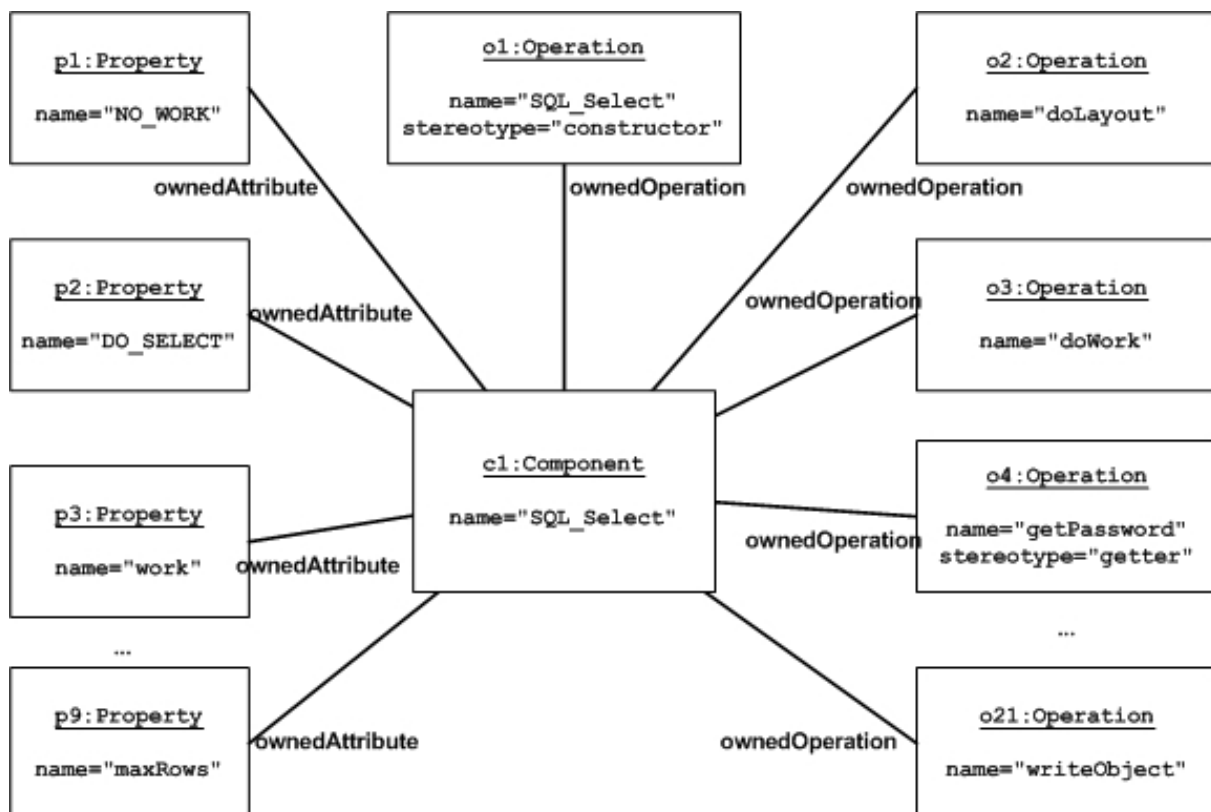 p1:Property
name="NO_WORK"
o1:Operation
name="SQL_Select"
stereotype="constructor"
o2:Operation
name="doLayout"
ownedAttribute
ownedOperation
ownedOperation
p2:Property
name="DO_SELECT"
ownedAttribute
ownedOperation
o3:Operation
name="doWork"
c1:Component
name="SQL_Select"
p3:Property
name="work"
ownedAttribute
ownedOperation
o4:Operation
name="getPassword"
stereotype="getter"
...
...
p9:Property
name="maxRows"
ownedAttribute
ownedOperation
o21:Operation
name="writeObject"